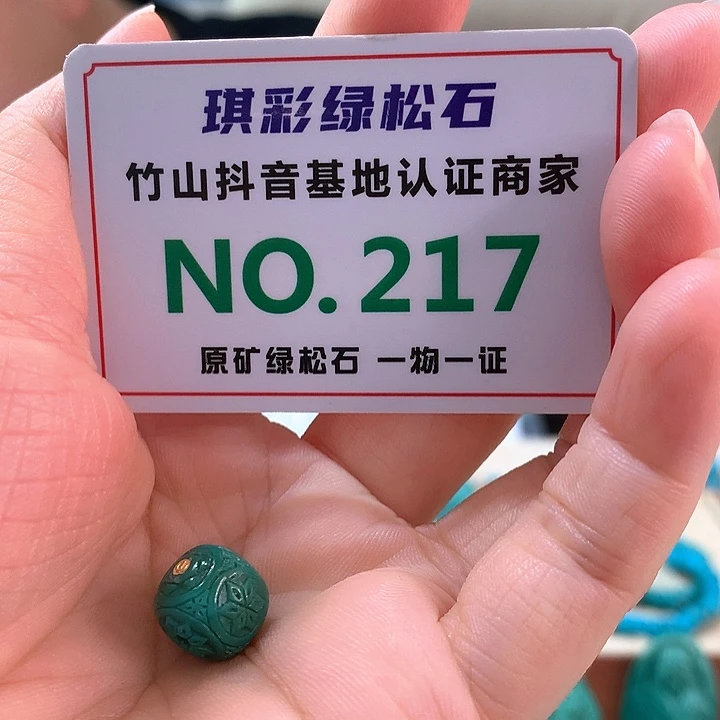 琪彩绿松石
竹山抖音基地认证商家
NO.217
原矿绿松石 一物一证